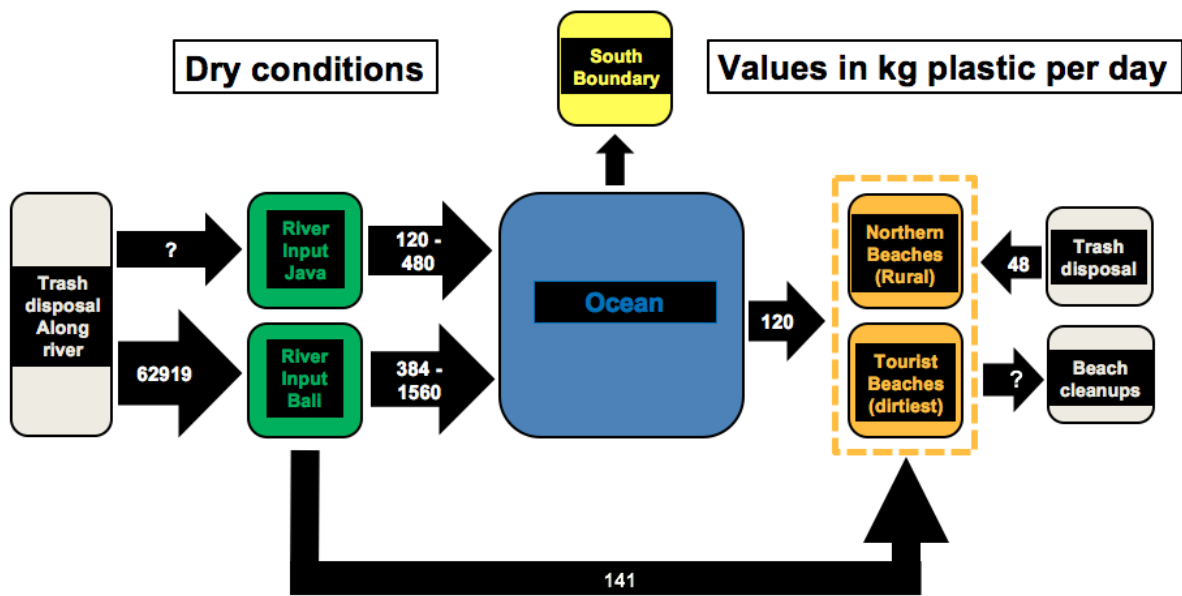 Dry conditions
South
Boundary
Values in kg plastic per day
Trash
disposal
Along
river
?
62919
River
Input
Java
River
Input
Bali
120 -
480
384 -
1560
Ocean
120
Northern
Beaches
(Rural)
Tourist
Beaches
(dirtiest)
48
?
Trash
disposal
Beach
cleanups
141